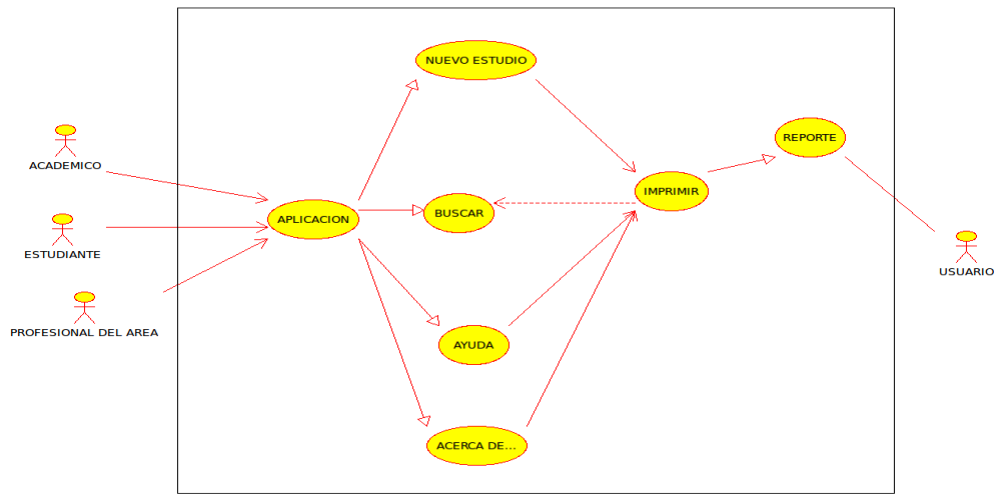 NUEVO ESTUDIO
REPORTE
ACADEMICO
IMPRIMIR
BUSCAR
APLICACION
ESTUDIANTE
USUARIO
PROFESIONAL DEL AREA
AYUDA
ACERCA DE...